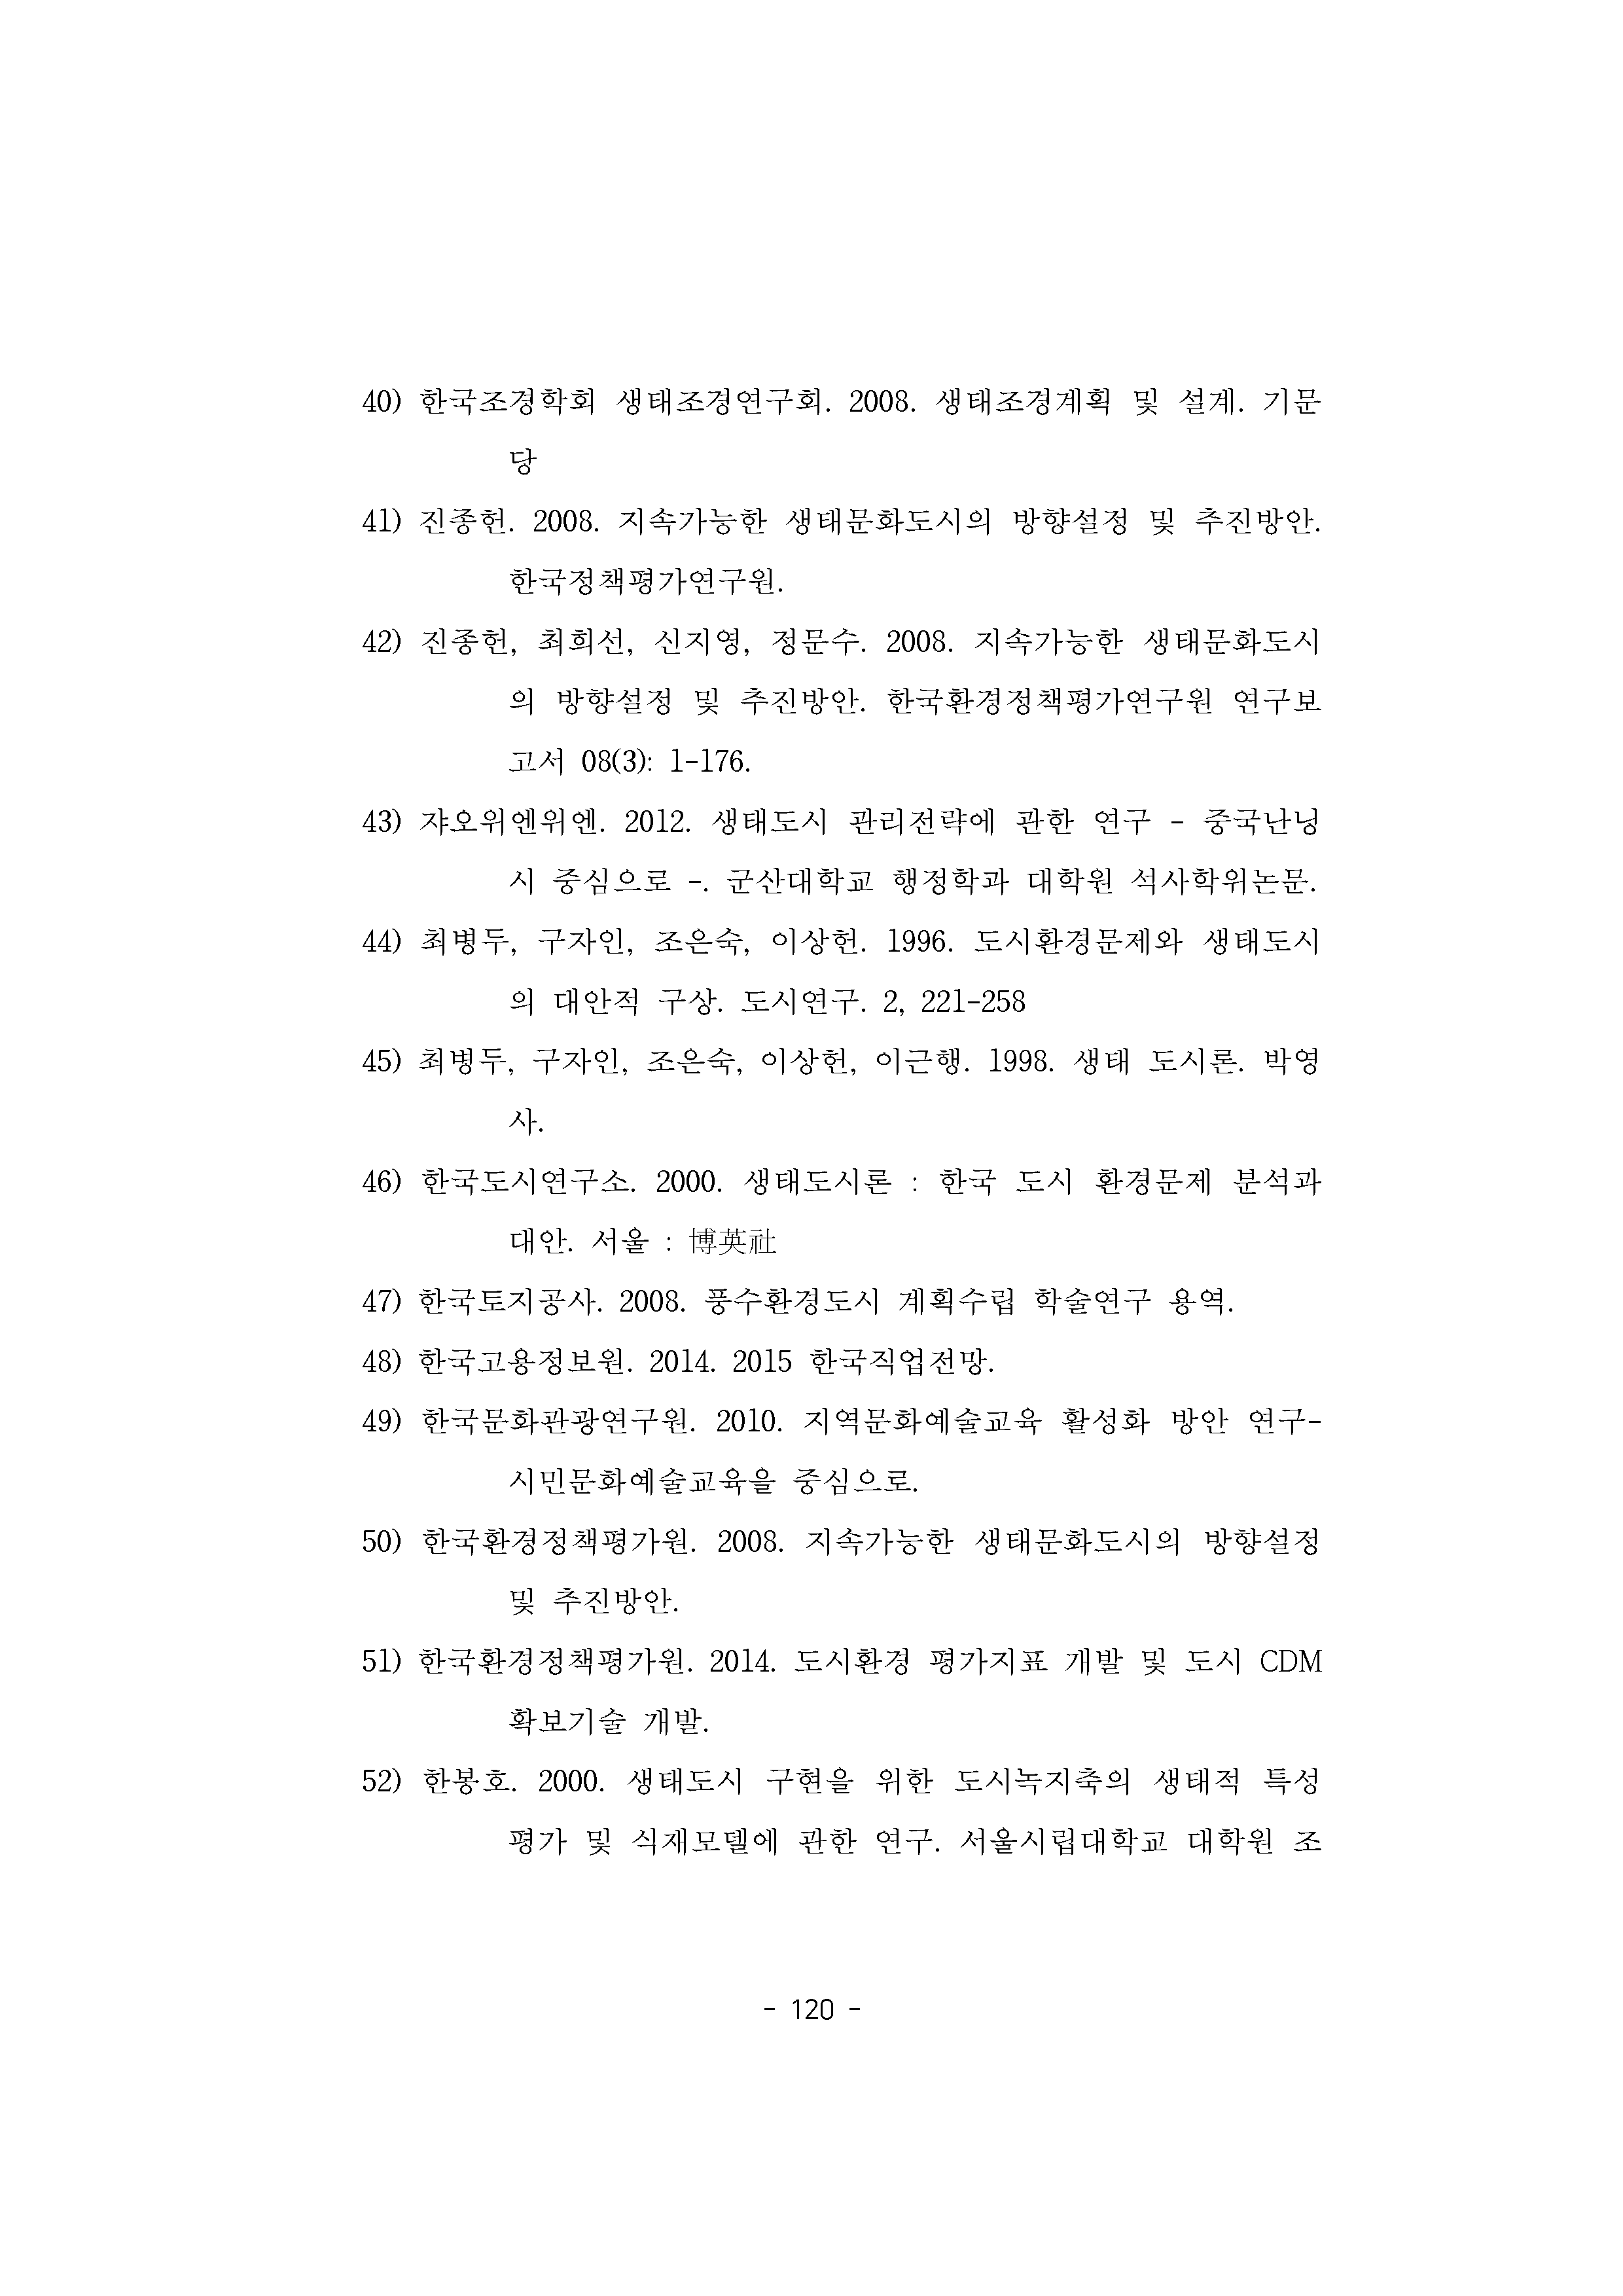 40) 한국조경학회 생태조경연구회. 2008. 생태조경계획 및 설계. 기문
당
41) 진종헌. 2008. 지속가능한 생태문화도시의 방향설정 및 추진방안.
한국정책평가연구원.
42) 진종헌, 최희선, 신지영, 정문수. 2008. 지속가능한 생태문화도시
의 방향설정 및 추진방안. 한국환경정책평가연구원 연구보
고서 08(3): 1-176.
43) 쟈오위엔위엔. 2012. 생태도시 관리전략에 관한 연구 - 중국난닝
시 중심으로 -. 군산대학교 행정학과 대학원 석사학위논문.
44) 최병두, 구자인, 조은숙, 이상헌. 1996. 도시환경문제와 생태도시
의 대안적 구상. 도시연구. 2, 221-258
45) 최병두, 구자인, 조은숙, 이상헌, 이근행. 1998. 생태 도시론. 박영
사.
46) 한국도시연구소. 2000. 생태도시론 : 한국 도시 환경문제 분석과
대안. 서울 : 博英社
47) 한국토지공사. 2008. 풍수환경도시 계획수립 학술연구 용역.
48) 한국고용정보원. 2014. 2015 한국직업전망.
49) 한국문화관광연구원. 2010. 지역문화예술교육 활성화 방안 연구-
시민문화예술교육을 중심으로.
50) 한국환경정책평가원. 2008. 지속가능한 생태문화도시의 방향설정
및 추진방안.
51) 한국환경정책평가원. 2014. 도시환경 평가지표 개발 및 도시 CDM
확보기술 개발.
52) 한봉호. 2000. 생태도시 구현을 위한 도시녹지축의 생태적 특성
평가 및 식재모델에 관한 연구. 서울시립대학교 대학원 조
- 120 -